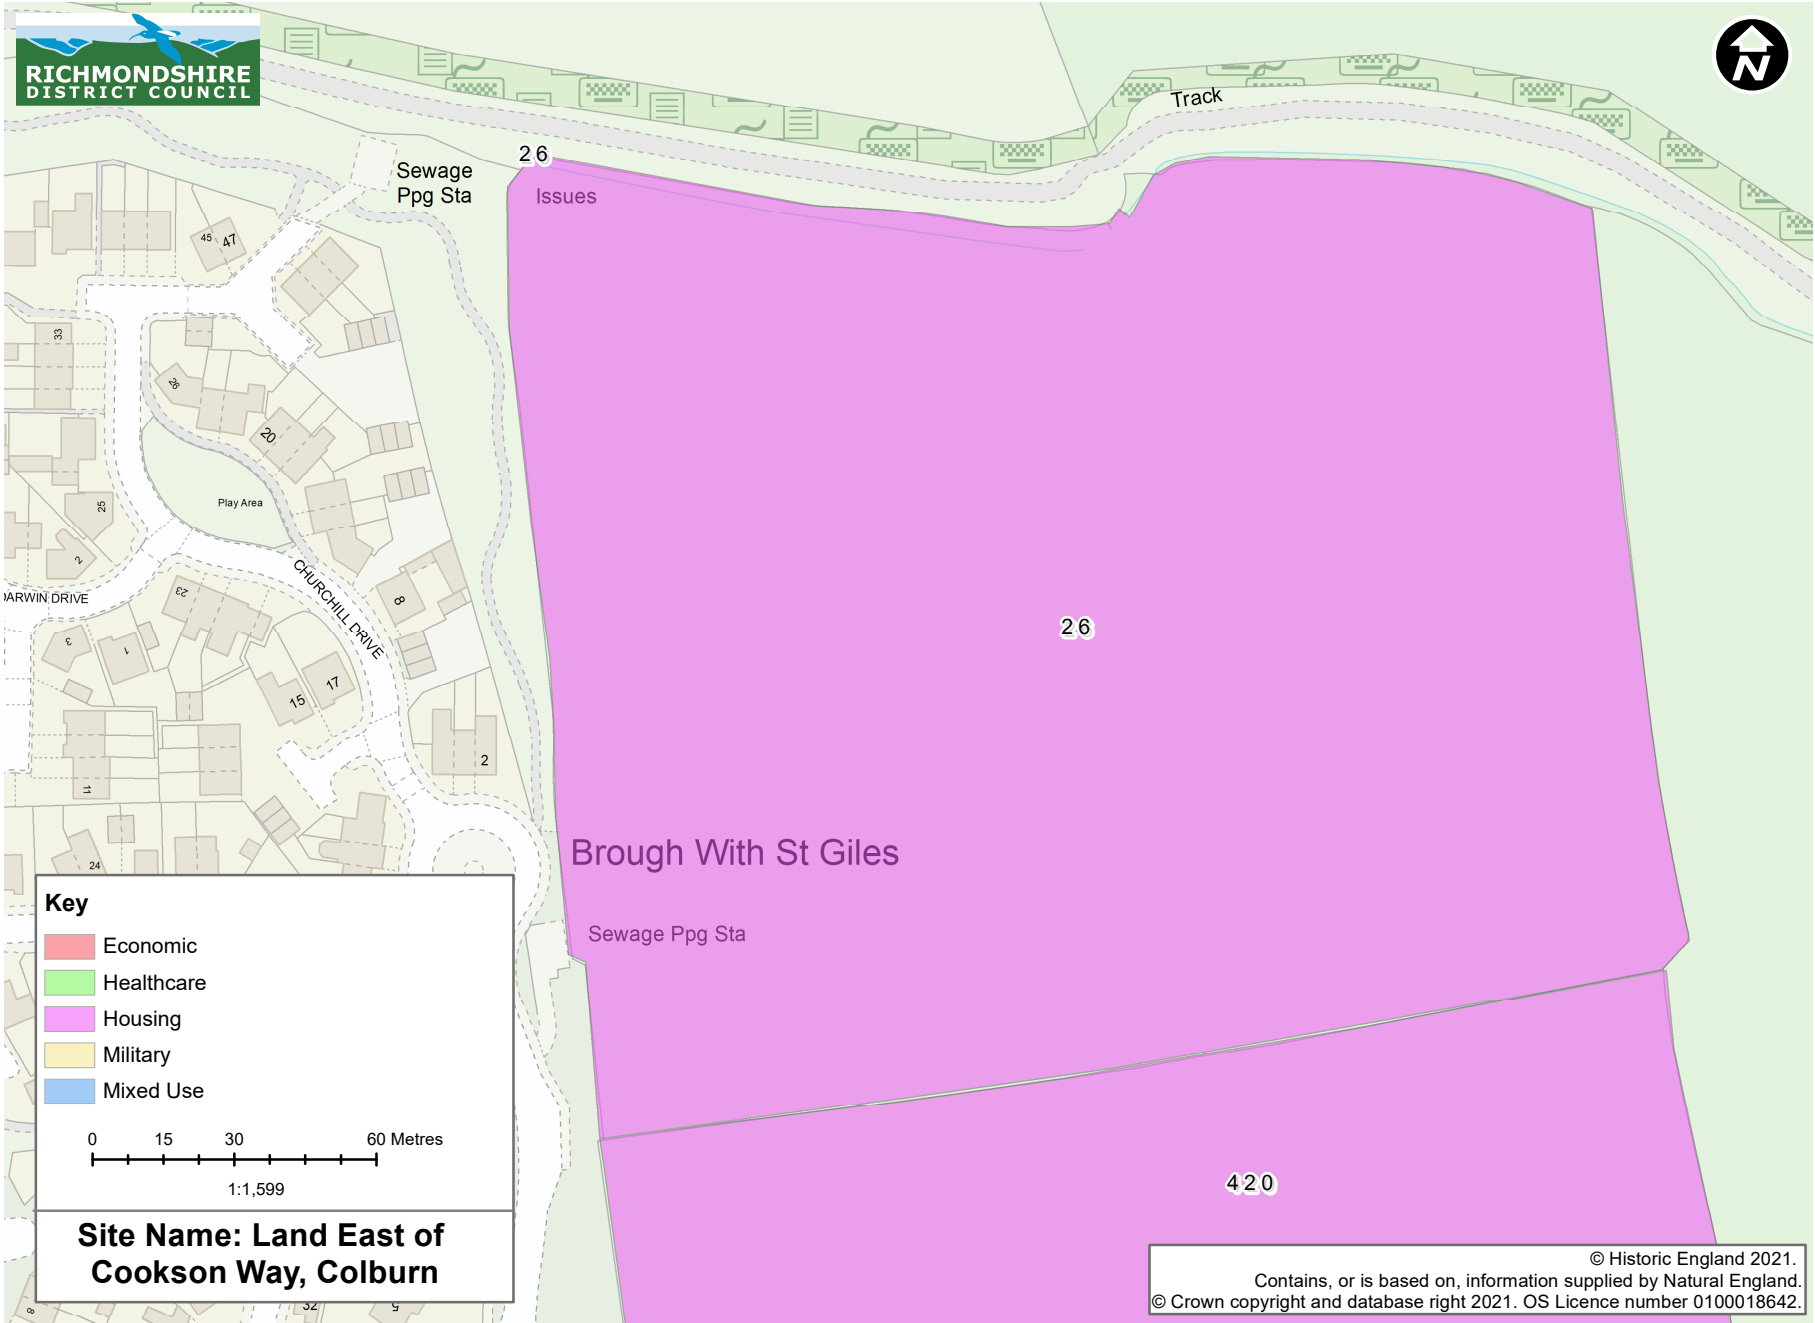 RICHMONDSHIRE
DISTRICT COUNCIL
N
Track
26
Sewage
Ppg Sta
Issues
45
47
33
26
20
Play Area
25
2
DARWIN DRIVE
CHURCHILL DRIVE
23
8
3
1
17
15
2
11
24
26
Brough With St Giles
Sewage Ppg Sta
420
Key
Economic
Healthcare
Housing
Military
Mixed Use
0 15 30 60 Metres
1:1,599
Site Name: Land East of
Cookson Way, Colburn
8
32
5
© Historic England 2021.
Contains, or is based on, information supplied by Natural England.
© Crown copyright and database right 2021. OS Licence number 0100018642.